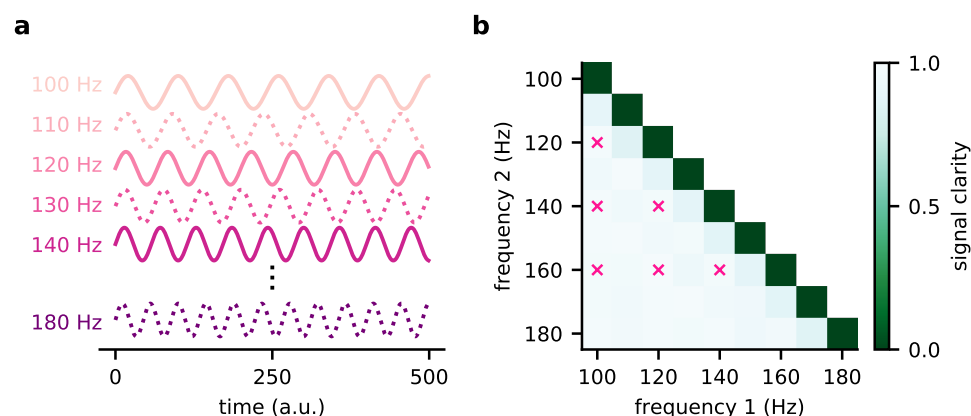 a
100 Hz
110 Hz
120 Hz
130 Hz
140 Hz
180 Hz
0 250 500
time (a.u.)
b
frequency 2 (Hz)
100
120
140
160
180
100 120 140 160 180
frequency 1 (Hz)
1.0
0.5
0.0
signal clarity